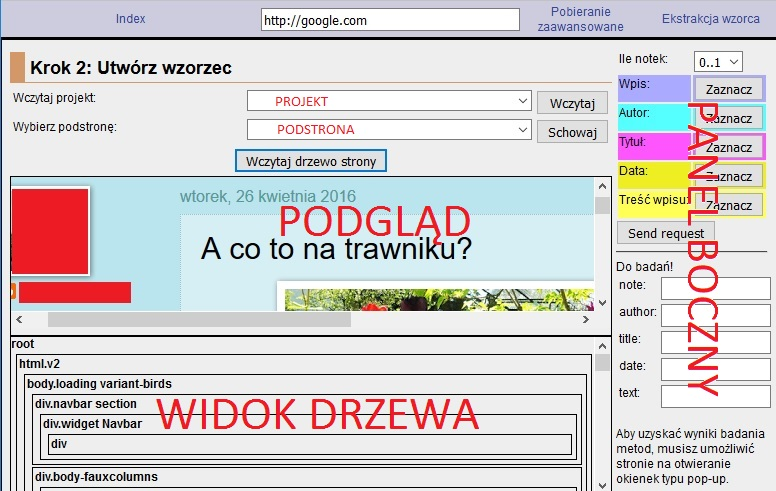 Index
http://google.com
Pobieranie
zaawansowane
Ekstrakcja wzorca
Krok 2: Utwórz wzorzec
Wczytaj projekt:
PROJEKT
Wczytaj
Wybierz podstronę:
PODSTRONA
Schowaj
Wczytaj drzewo strony
wtorek, 26 kwietnia 2016
PODGLĄD
A co to na trawniku?
root
html.v2
body.loading variant-birds
div.navbar section
WIDOK DRZEWA
div.widget Navbar
div
div.body-fauxcolumns
Ile notek:
0..1
Wpis:
Zaznacz
Autor:
Zaznacz
Tytuł:
Zaznacz
Data:
Zaznacz
Treść wpisu:
Zaznacz
PANEL BOCZNY
Send request
Do badań!
note:
author:
title:
date:
text:
Aby uzyskać wyniki badania
metod, musisz umożliwić
stronie na otwieranie
okienek typu pop-up.